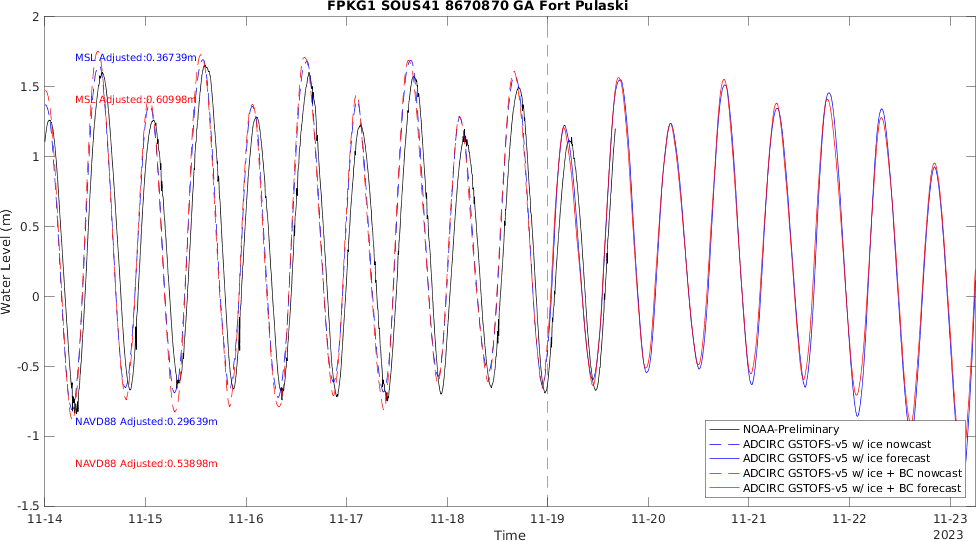 FPKG1 SOUS41 8670870 GA Fort Pulaski
2
1.5
1
0.5
0
-0.5
-1
-1.5
Water Level (m)
MSL Adjusted:0.36739m
MSL Adjusted:0.60998m
NAVD88 Adjusted:0.29639m
NAVD88 Adjusted:0.53898m
NOAA-Preliminary
ADCIRC GSTOFS-v5 w/ ice nowcast
ADCIRC GSTOFS-v5 w/ ice forecast
ADCIRC GSTOFS-v5 w/ ice + BC nowcast
ADCIRC GSTOFS-v5 w/ ice + BC forecast
11-14 11-15 11-16 11-17 11-18 11-19 11-20 11-21 11-22 11-23
Time 2023